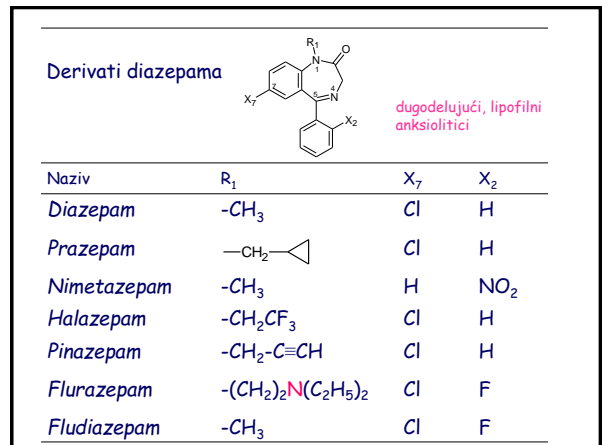 Derivati diazepama
R₁
N
1
O
4
N
5
7
X₇
X₂
dugodelujući, lipofilni
anksiolitici
Naziv R₁ X₇ X₂
Diazepam -CH₃ Cl H
Prazepam —CH₂— Cl H
Nimetazepam -CH₃ H NO₂
Halazepam -CH₂CF₃ Cl H
Pinazepam -CH₂-C≡CH Cl H
Flurazepam -(CH₂)₂N(C₂H₅)₂ Cl F
Fludiazepam -CH₃ Cl F